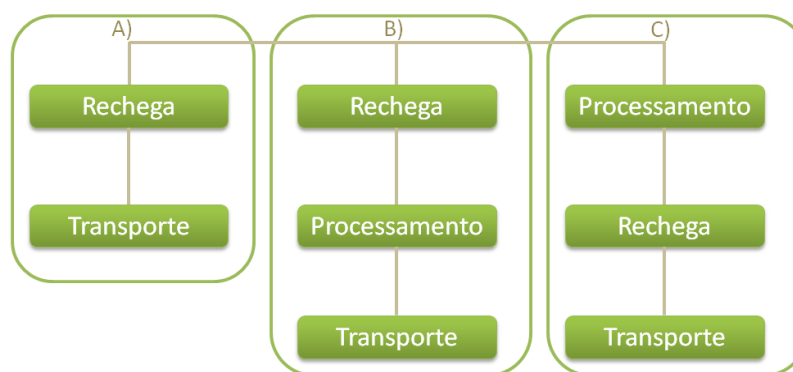 A)
Rechega
Transporte
B)
Rechega
Processamento
Transporte
C)
Processamento
Rechega
Transporte